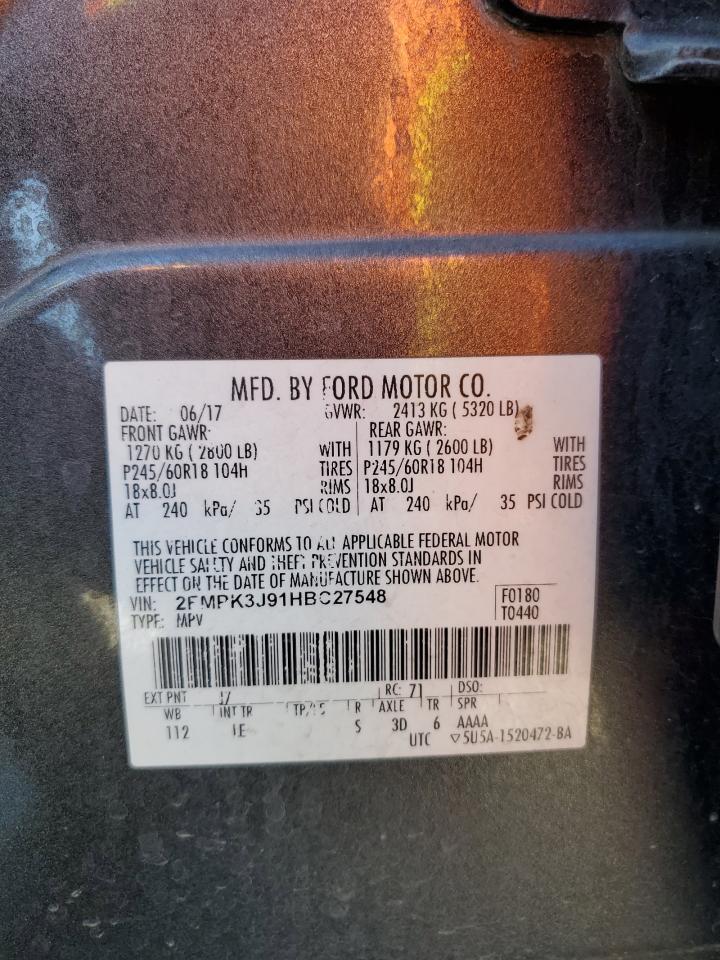 MFD. BY FORD MOTOR CO.
DATE: 06/17 GVWR: 2413 KG ( 5320 LB)
FRONT GAWR: REAR GAWR:
1270 KG ( 2800 LB) WITH 1179 KG ( 2600 LB) WITH
P245/60R18 104H TIRES P245/60R18 104H TIRES
18x8.0J RIMS 18x8.0J RIMS
AT 240 kPa/ 35 PSI COLD AT 240 kPa/ 35 PSI COLD
THIS VEHICLE CONFORMS TO ALL APPLICABLE FEDERAL MOTOR
VEHICLE SAFETY AND THEFT PREVENTION STANDARDS IN
EFFECT ON THE DATE OF MANUFACTURE SHOWN ABOVE.
VIN: 2FMPK3J91HBC27548 F0180
TYPE: MPV T0440
EXT PNT RC: 71 DSO:
WB INT TR R AXLE TR SPR
112 S 3D 6 AAAA
UTC ▽5U5A-1520472-BA